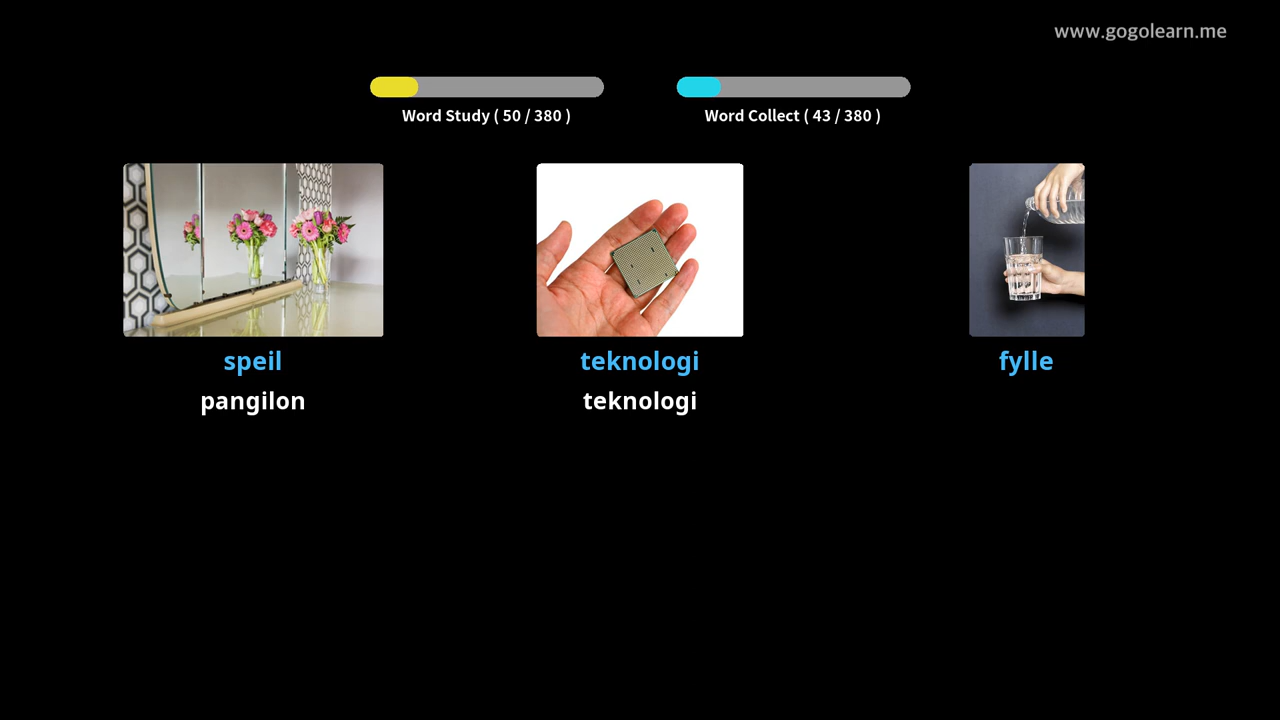 www.gogolearn.me
Word Study ( 50 / 380 )
Word Collect ( 43 / 380 )
speil
teknologi
fylle
pangilon
teknologi